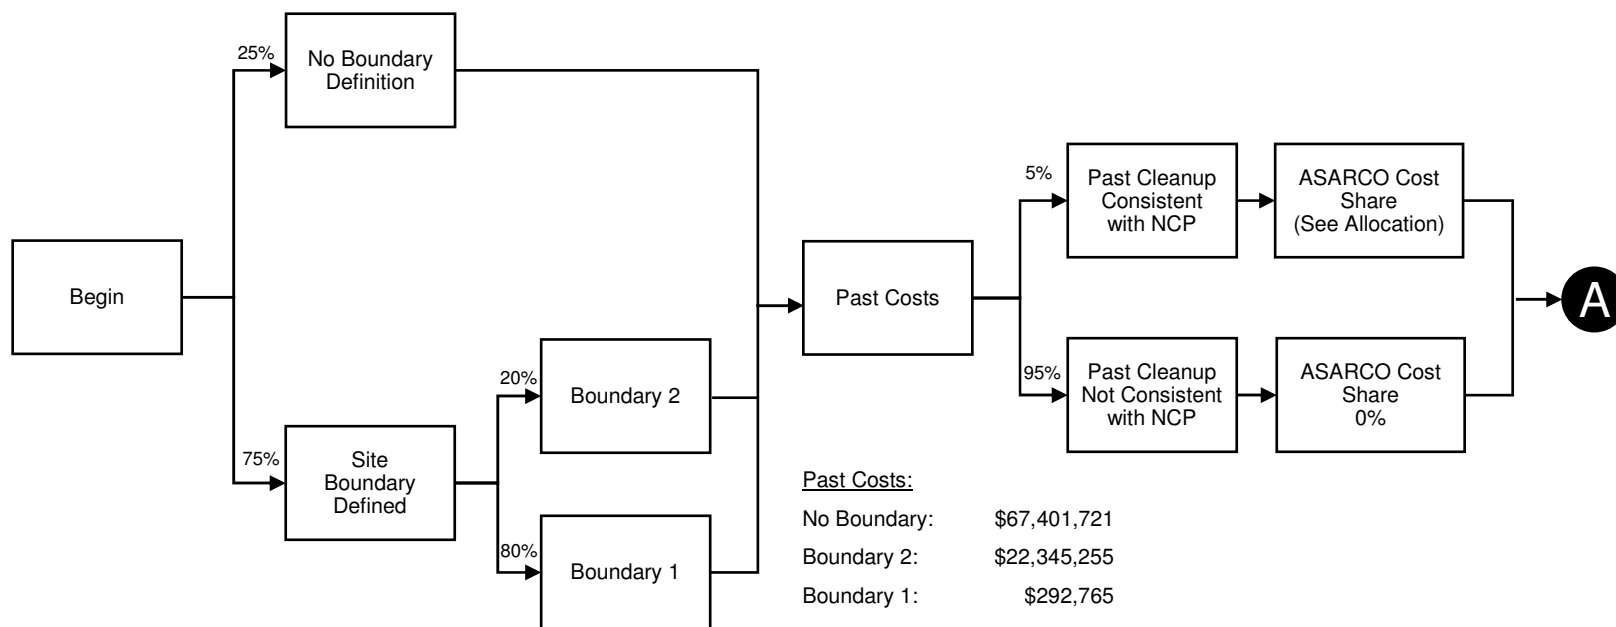 25%
No Boundary
Definition
Begin
75%
Site
Boundary
Defined
20%
Boundary 2
80%
Boundary 1
Past Costs
5%
Past Cleanup
Consistent
with NCP
ASARCO Cost
Share
(See Allocation)
95%
Past Cleanup
Not Consistent
with NCP
ASARCO Cost
Share
0%
A
Past Costs:
No Boundary: $67,401,721
Boundary 2: $22,345,255
Boundary 1: $292,765